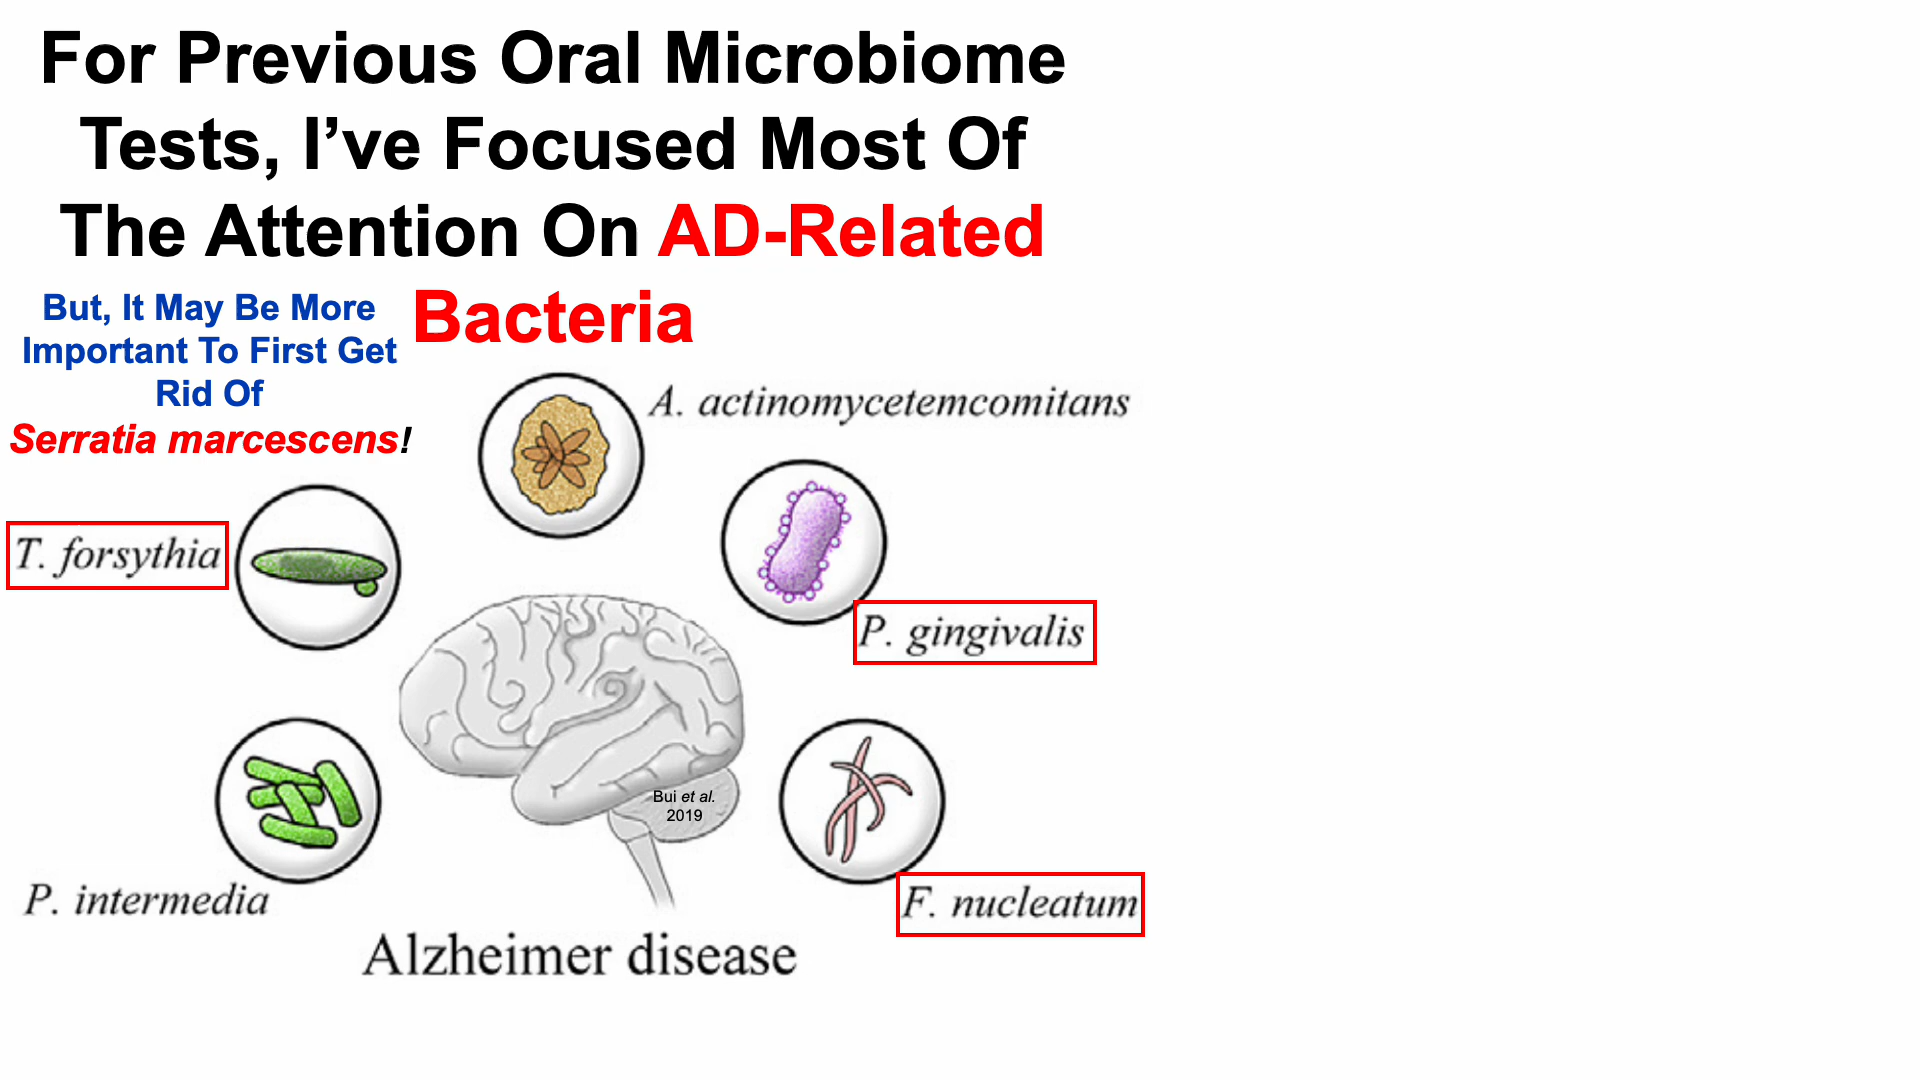 For Previous Oral Microbiome
Tests, I’ve Focused Most Of
The Attention On AD-Related
Bacteria
But, It May Be More
Important To First Get
Rid Of
Serratia marcescens!
A. actinomycetemcomitans
T. forsythia
P. gingivalis
Bui et al.
2019
P. intermedia
F. nucleatum
Alzheimer disease